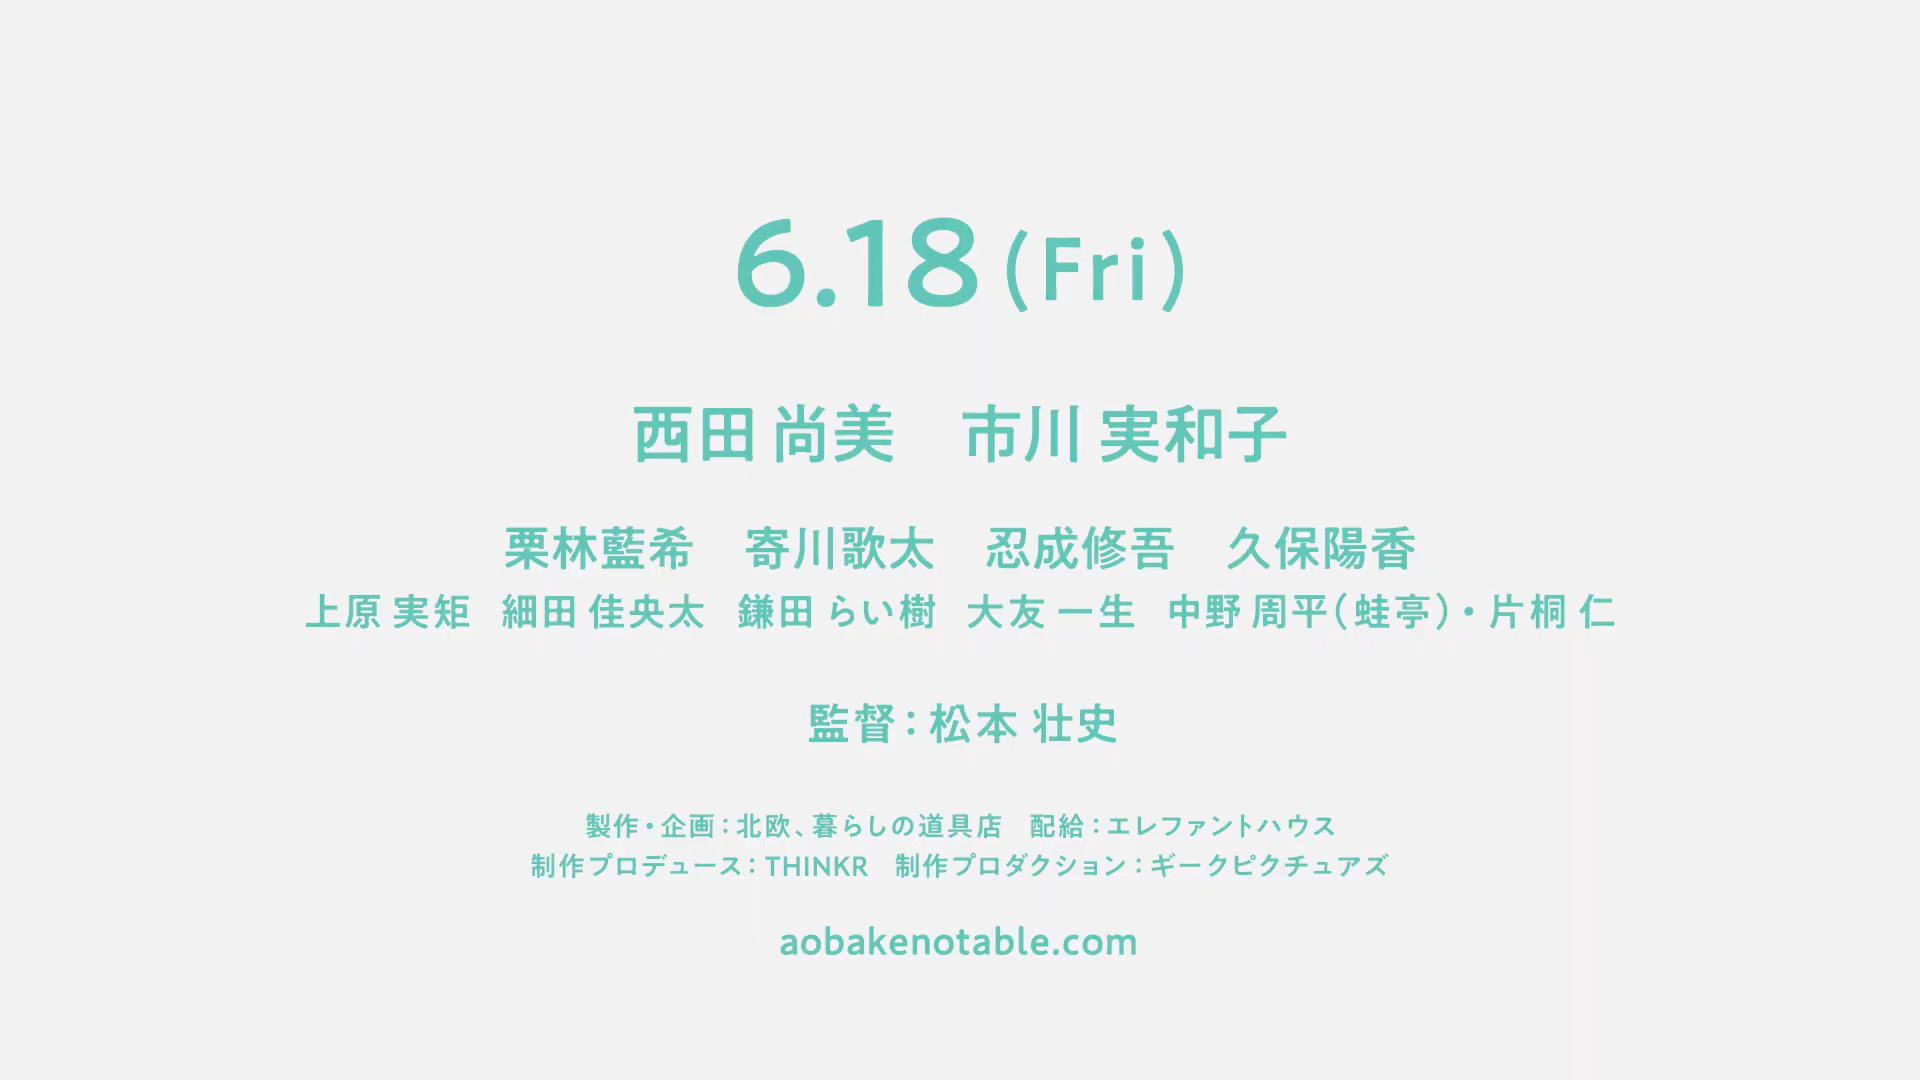 6.18(Fri)
西田 尚美　市川 実和子
栗林藍希　寄川歌太　忍成修吾　久保陽香
上原 実矩　細田 佳央太　鎌田 らい樹　大友 一生　中野 周平(蛙亭)・片桐 仁
監督：松本 壮史
製作・企画：北欧、暮らしの道具店　配給：エレファントハウス
制作プロデュース：THINKR　制作プロダクション：ギークピクチュアズ
aobakenotable.com